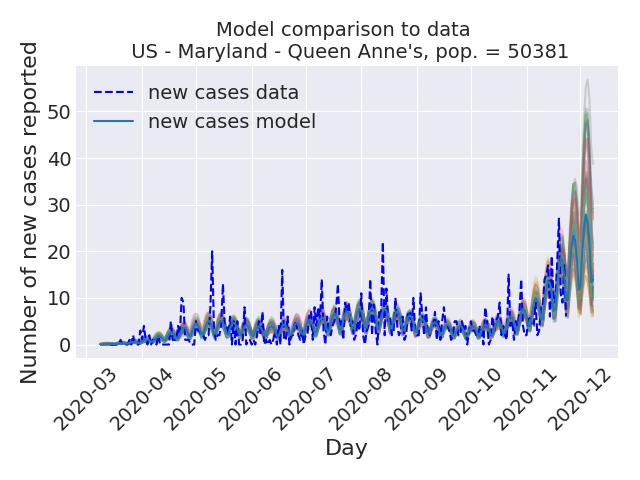 Model comparison to data
US - Maryland - Queen Anne's, pop. = 50381
Number of new cases reported
50
40
30
20
10
0
new cases data
new cases model
2020-03
2020-04
2020-05
2020-06
2020-07
2020-08
2020-09
2020-10
2020-11
2020-12
Day